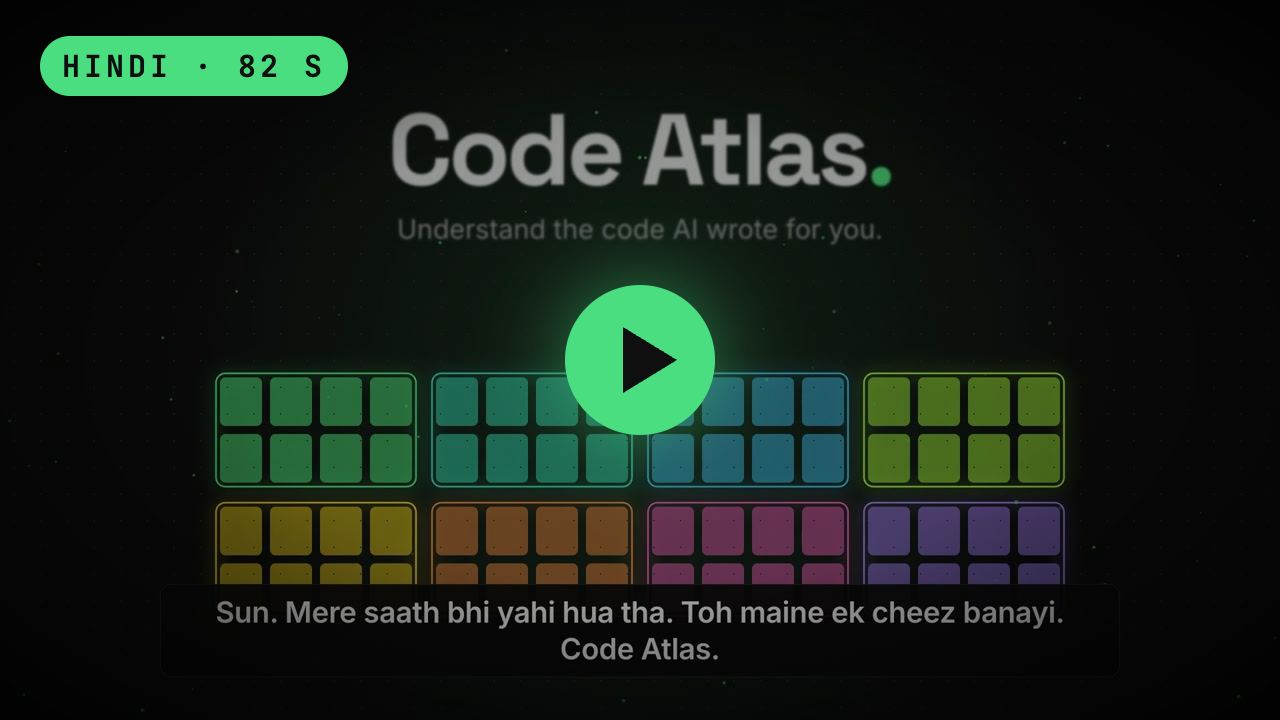 HINDI · 82 S
Code Atlas.
Understand the code AI wrote for you.
Sun. Mere saath bhi yahi hua tha. Toh maine ek cheez banayi.
Code Atlas.